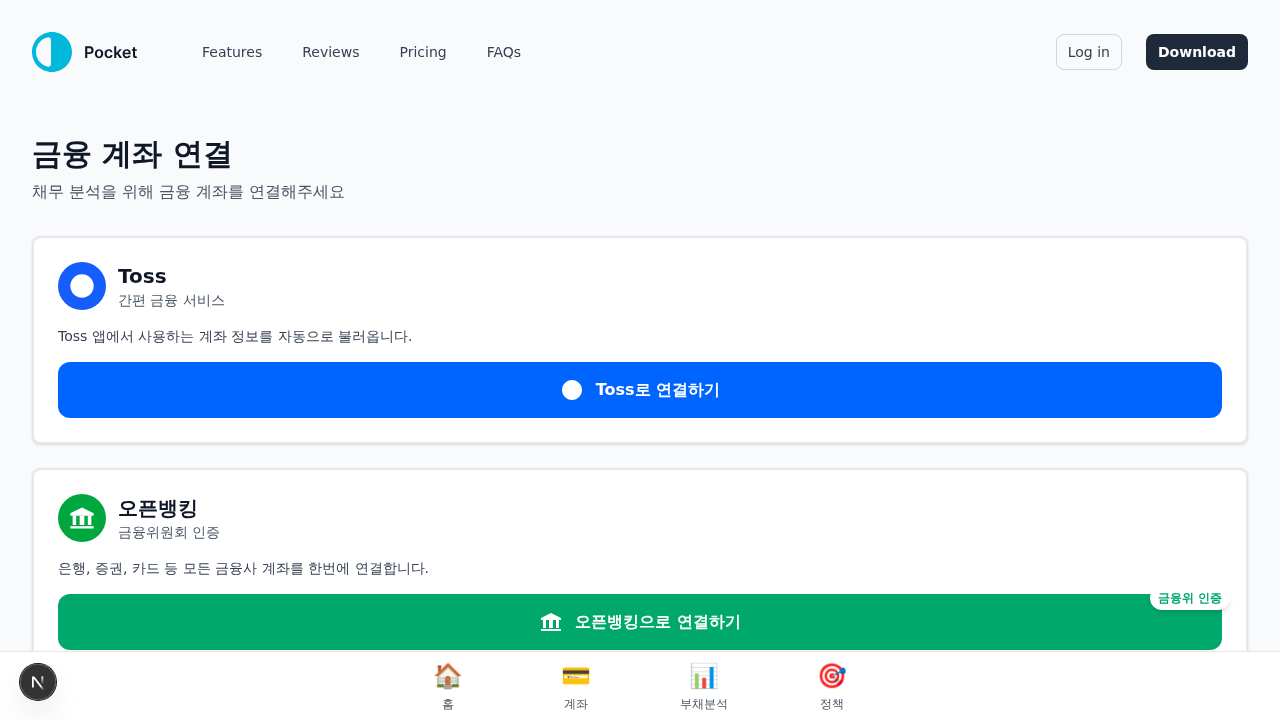 Pocket
Features
Reviews
Pricing
FAQs
Log in
Download
금융 계좌 연결
채무 분석을 위해 금융 계좌를 연결해주세요
Toss
간편 금융 서비스
Toss 앱에서 사용하는 계좌 정보를 자동으로 불러옵니다.
Toss로 연결하기
오픈뱅킹
금융위원회 인증
은행, 증권, 카드 등 모든 금융사 계좌를 한번에 연결합니다.
금융위 인증
오픈뱅킹으로 연결하기
N
홈
계좌
부채분석
정책